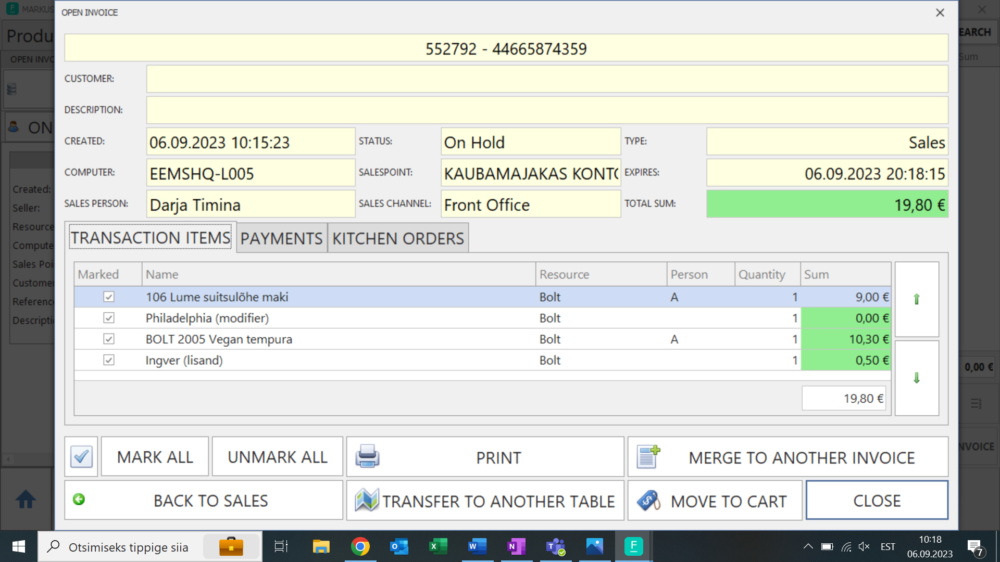 MARKUS
OPEN INVOICE
Produ
EARCH
552792 - 44665874359
OPEN INVO
Sum
CUSTOMER:
DESCRIPTION:
ON
CREATED: 06.09.2023 10:15:23 STATUS: On Hold TYPE: Sales
COMPUTER: EEMSHQ-L005 SALESPOINT: KAUBAMAJAKAS KONTO EXPIRES: 06.09.2023 20:18:15
SALES PERSON: Darja Timina SALES CHANNEL: Front Office TOTAL SUM: 19,80 €
Created:
Seller:
Resource
Compute
Sales Poi
Custome
Referenc
Descripti
TRANSACTION ITEMS PAYMENTS KITCHEN ORDERS
Marked Name Resource Person Quantity Sum
106 Lume suitsulõhe maki Bolt A 1 9,00 €
Philadelphia (modifier) Bolt 1 0,00 €
BOLT 2005 Vegan tempura Bolt A 1 10,30 €
Ingver (lisand) Bolt 1 0,50 €
0,00 €
19,80 €
NVOICE
MARK ALL UNMARK ALL PRINT MERGE TO ANOTHER INVOICE
BACK TO SALES TRANSFER TO ANOTHER TABLE MOVE TO CART CLOSE
Otsimiseks tippige siia
EST
10:18
06.09.2023
7